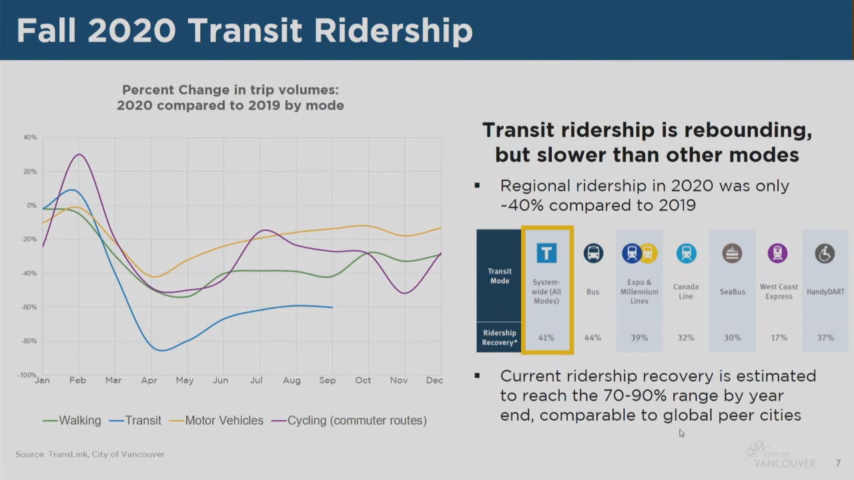 Fall 2020 Transit Ridership
Percent Change in trip volumes:
2020 compared to 2019 by mode
40%
20%
0%
-20%
-40%
-60%
-80%
-100%
Jan Feb Mar Apr May Jun Jul Aug Sep Oct Nov Dec
Walking Transit Motor Vehicles Cycling (commuter routes)
Source: TransLink, City of Vancouver
Transit ridership is rebounding,
but slower than other modes
▪ Regional ridership in 2020 was only
~40% compared to 2019
Transit
Mode
T
System-
wide (All
Modes)
Bus
Expo &
Millennium
Lines
Canada
Line
SeaBus
West Coast
Express
HandyDART
Ridership
Recovery*
41% 44% 39% 32% 30% 17% 37%
▪ Current ridership recovery is estimated
to reach the 70-90% range by year
end, comparable to global peer cities
CITY OF
VANCOUVER
7